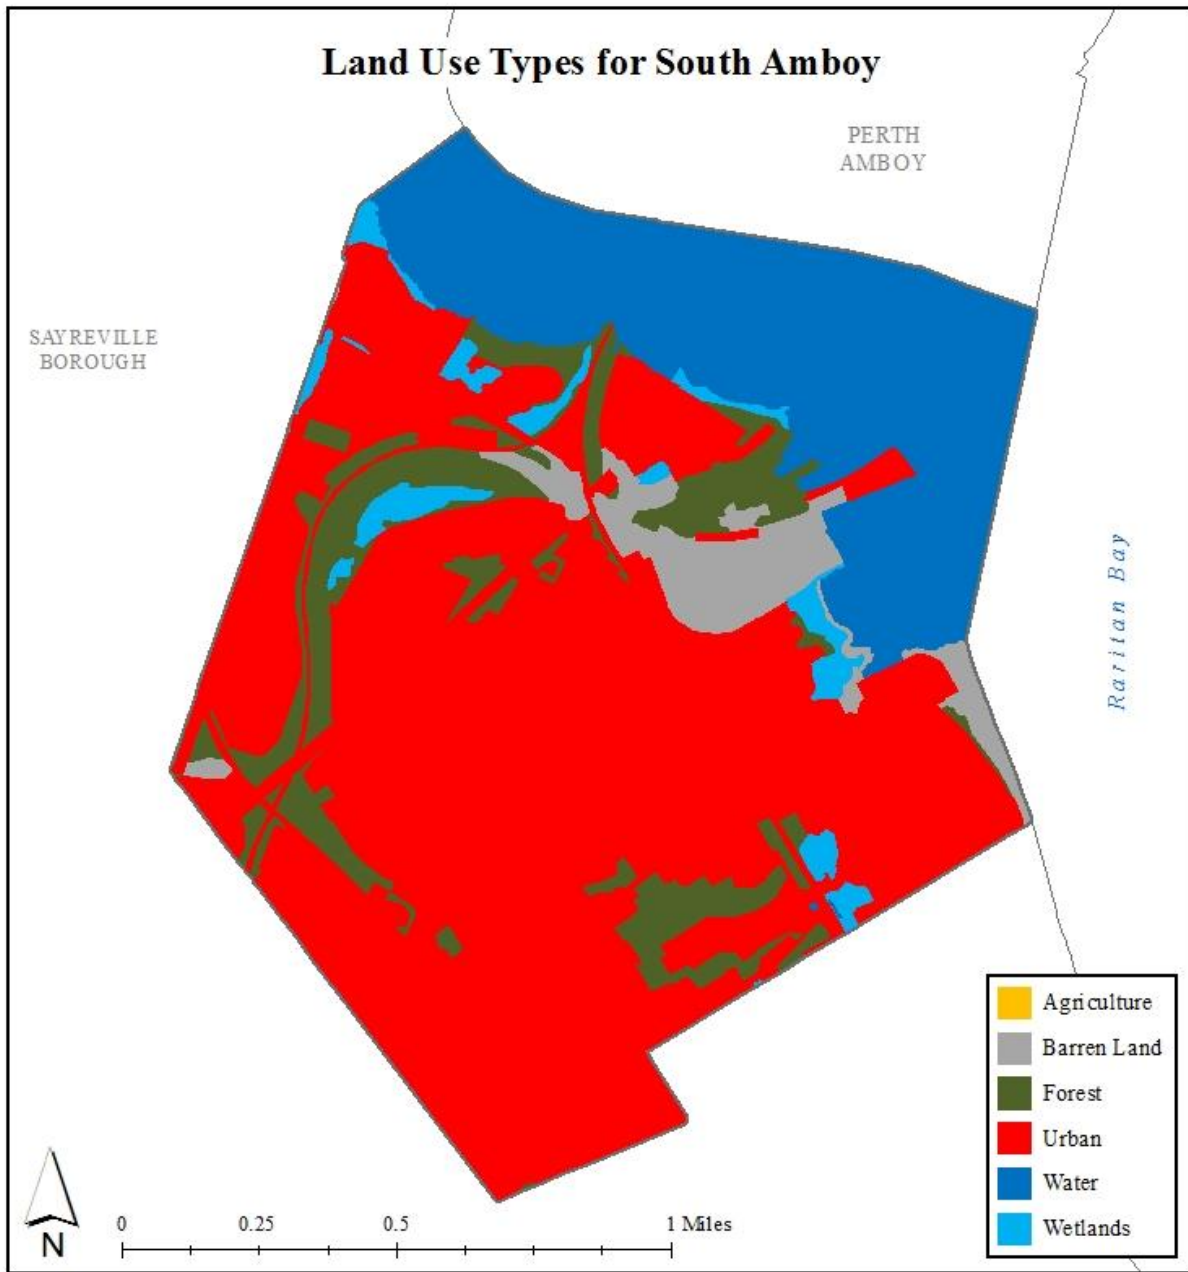 Land Use Types for South Amboy
PERTH
AMBOY
SAYREVILLE
BOROUGH
Raritan Bay
Agriculture
Barren Land
Forest
Urban
Water
Wetlands
N
0 0.25 0.5 1 Miles